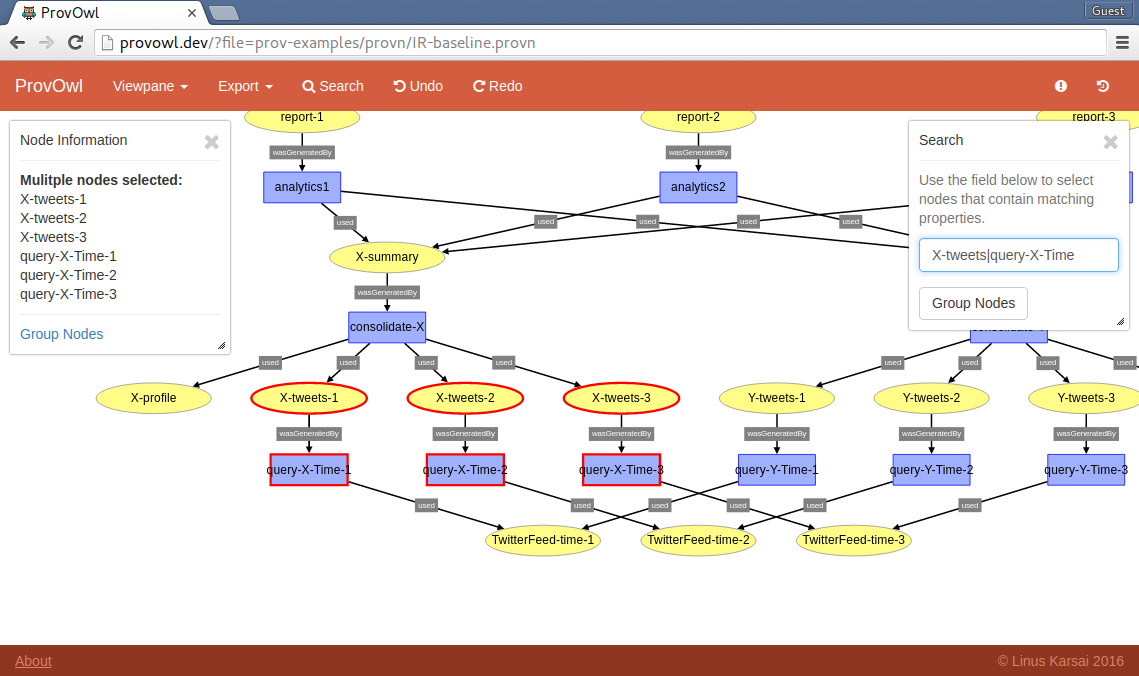 ProvOwl
Guest
provowl.dev/?file=prov-examples/provn/IR-baseline.provn
ProvOwl Viewpane Export Search Undo Redo
report-1 report-2 report-3
Node Information
Mulitple nodes selected:
X-tweets-1
X-tweets-2
X-tweets-3
query-X-Time-1
query-X-Time-2
query-X-Time-3
Group Nodes
Search
Use the field below to select
nodes that contain matching
properties.
X-tweets|query-X-Time
Group Nodes
wasGeneratedBy wasGeneratedBy
analytics1 analytics2
used used used used used
X-summary
wasGeneratedBy
consolidate-X
used used used used used used used used
X-profile X-tweets-1 X-tweets-2 X-tweets-3 Y-tweets-1 Y-tweets-2 Y-tweets-3
wasGeneratedBy wasGeneratedBy wasGeneratedBy wasGeneratedBy wasGeneratedBy wasGeneratedBy
query-X-Time-1 query-X-Time-2 query-X-Time-3 query-Y-Time-1 query-Y-Time-2 query-Y-Time-3
used used used used used used
TwitterFeed-time-1 TwitterFeed-time-2 TwitterFeed-time-3
About
© Linus Karsai 2016